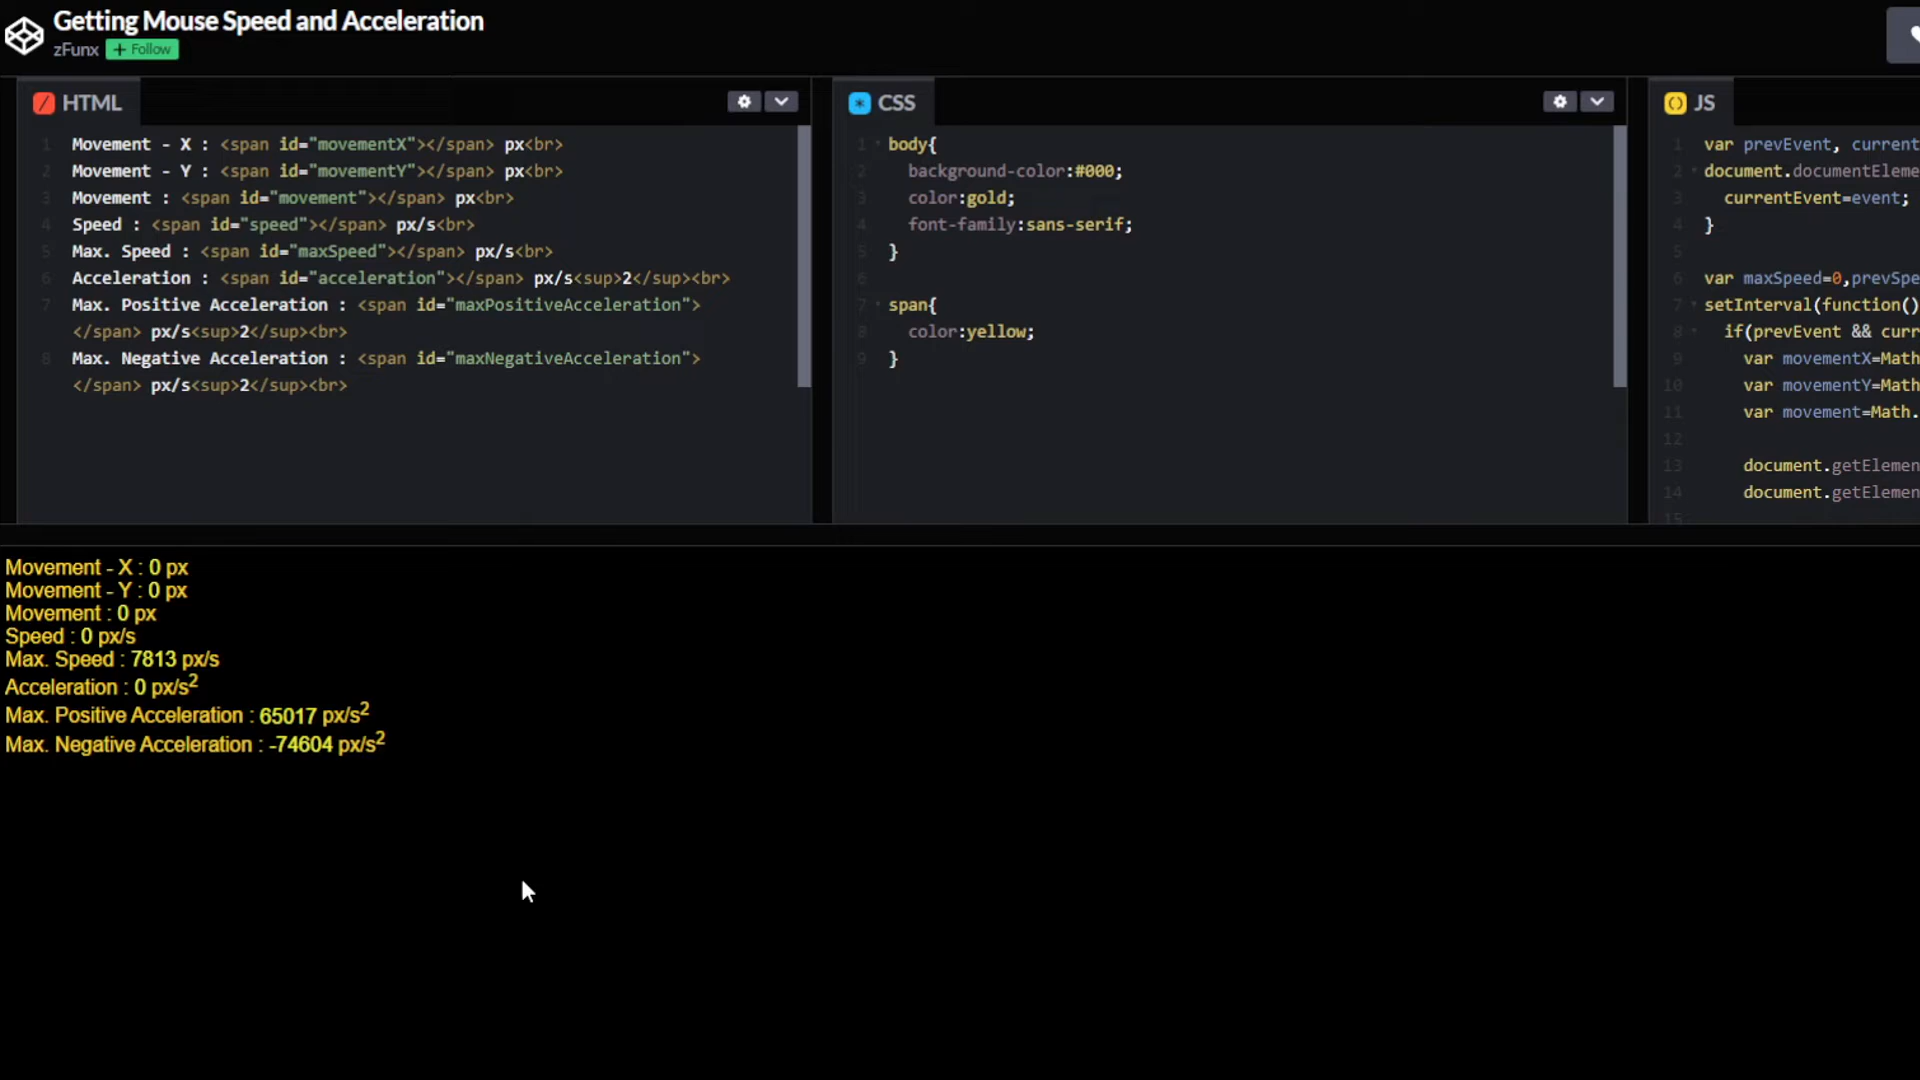 Getting Mouse Speed and Acceleration
zFunx + Follow
HTML
1 Movement - X : <span id="movementX"></span> px<br>
2 Movement - Y : <span id="movementY"></span> px<br>
3 Movement : <span id="movement"></span> px<br>
4 Speed : <span id="speed"></span> px/s<br>
5 Max. Speed : <span id="maxSpeed"></span> px/s<br>
6 Acceleration : <span id="acceleration"></span> px/s<sup>2</sup><br>
7 Max. Positive Acceleration : <span id="maxPositiveAcceleration">
</span> px/s<sup>2</sup><br>
8 Max. Negative Acceleration : <span id="maxNegativeAcceleration">
</span> px/s<sup>2</sup><br>
CSS
1 body{
2 background-color:#000;
3 color:gold;
4 font-family:sans-serif;
5 }
6
7 span{
8 color:yellow;
9 }
JS
1 var prevEvent, current
2 document.documentEleme
3 currentEvent=event;
4 }
5
6 var maxSpeed=0,prevSpe
7 setInterval(function()
8 if(prevEvent && curr
9 var movementX=Math
10 var movementY=Math
11 var movement=Math.
12
13 document.getElemen
14 document.getElemen
15
Movement - X : 0 px
Movement - Y : 0 px
Movement : 0 px
Speed : 0 px/s
Max. Speed : 7813 px/s
Acceleration : 0 px/s²
Max. Positive Acceleration : 65017 px/s²
Max. Negative Acceleration : -74604 px/s²